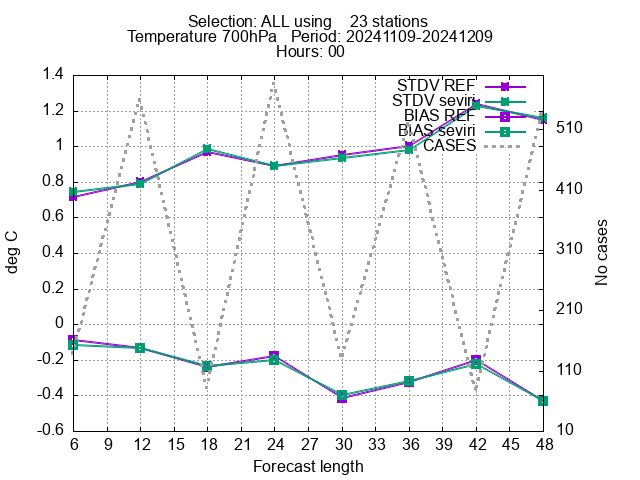 Selection: ALL using 23 stations
Temperature 700hPa Period: 20241109-20241209
Hours: 00
STDV REF
STDV seviri
BIAS REF
BIAS seviri
CASES
1.4
1.2
1
0.8
0.6
0.4
0.2
0
-0.2
-0.4
-0.6
deg C
510
410
310
210
110
10
No cases
6 12 18 24 27 30 33 36 39 42 45 48
Forecast length